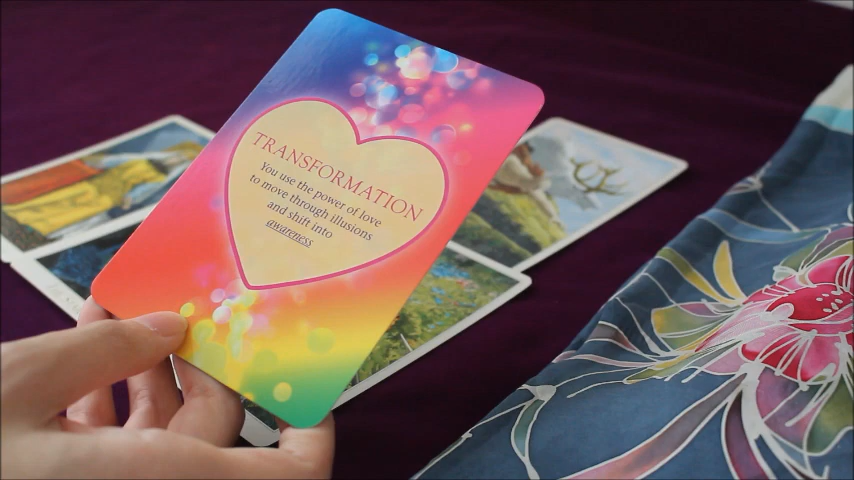 TRANSFORMATION
You use the power of love
to move through illusions
and shift into
awareness